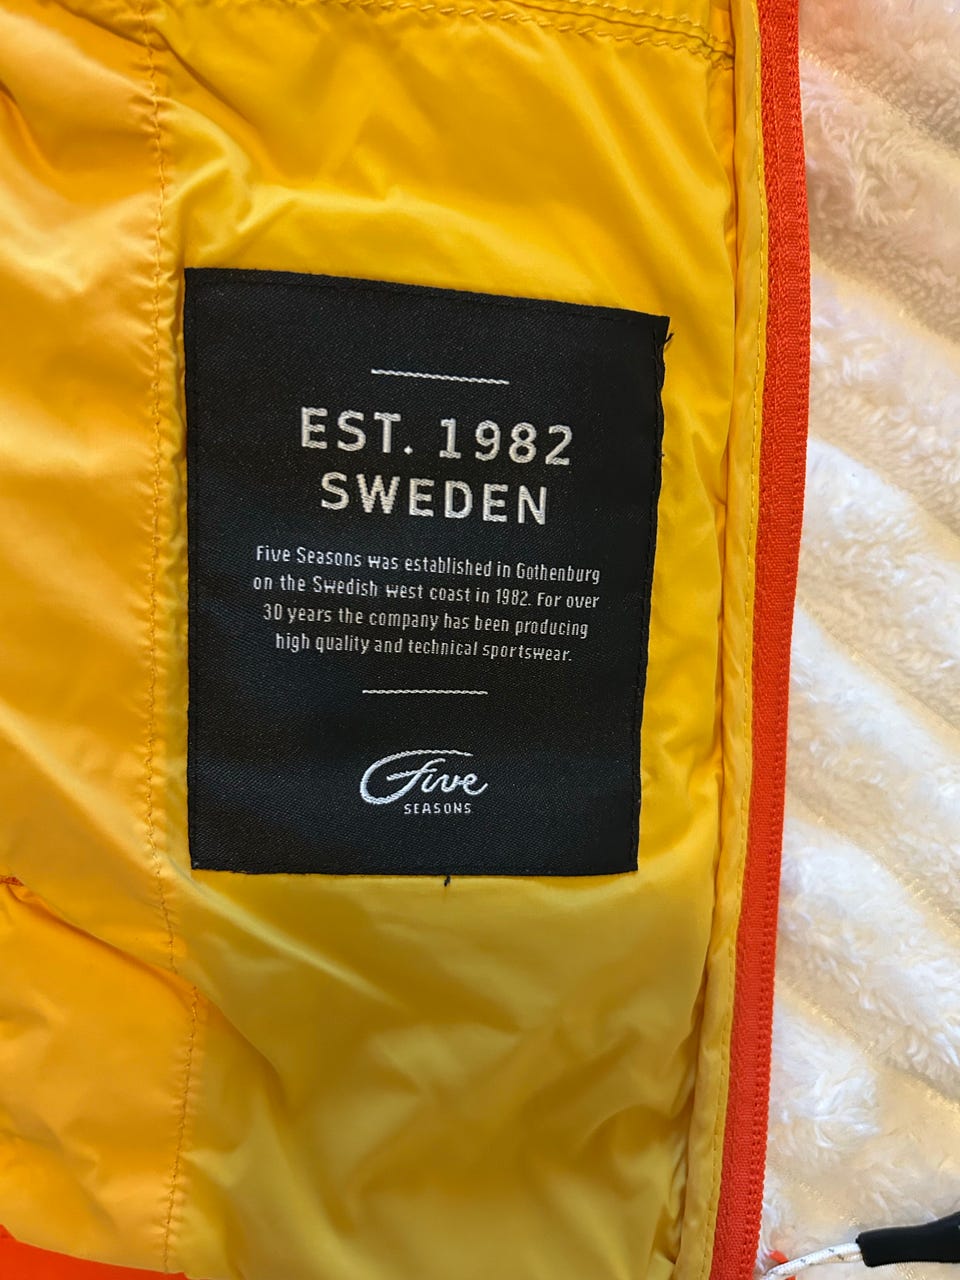 EST. 1982
SWEDEN
Five Seasons was established in Gothenburg
on the Swedish west coast in 1982. For over
30 years the company has been producing
high quality and technical sportswear.
Five
SEASONS